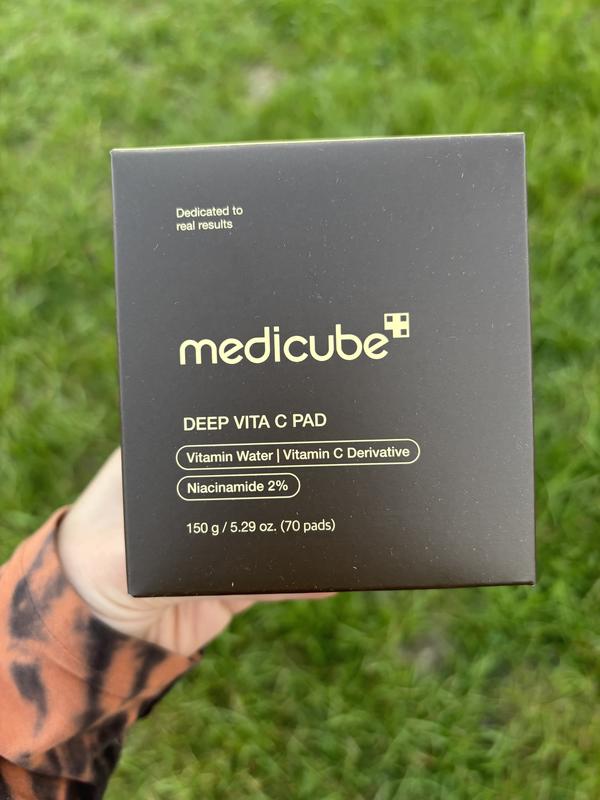 Dedicated to
real results
medicube
DEEP VITA C PAD
Vitamin Water | Vitamin C Derivative
Niacinamide 2%
150 g / 5.29 oz. (70 pads)